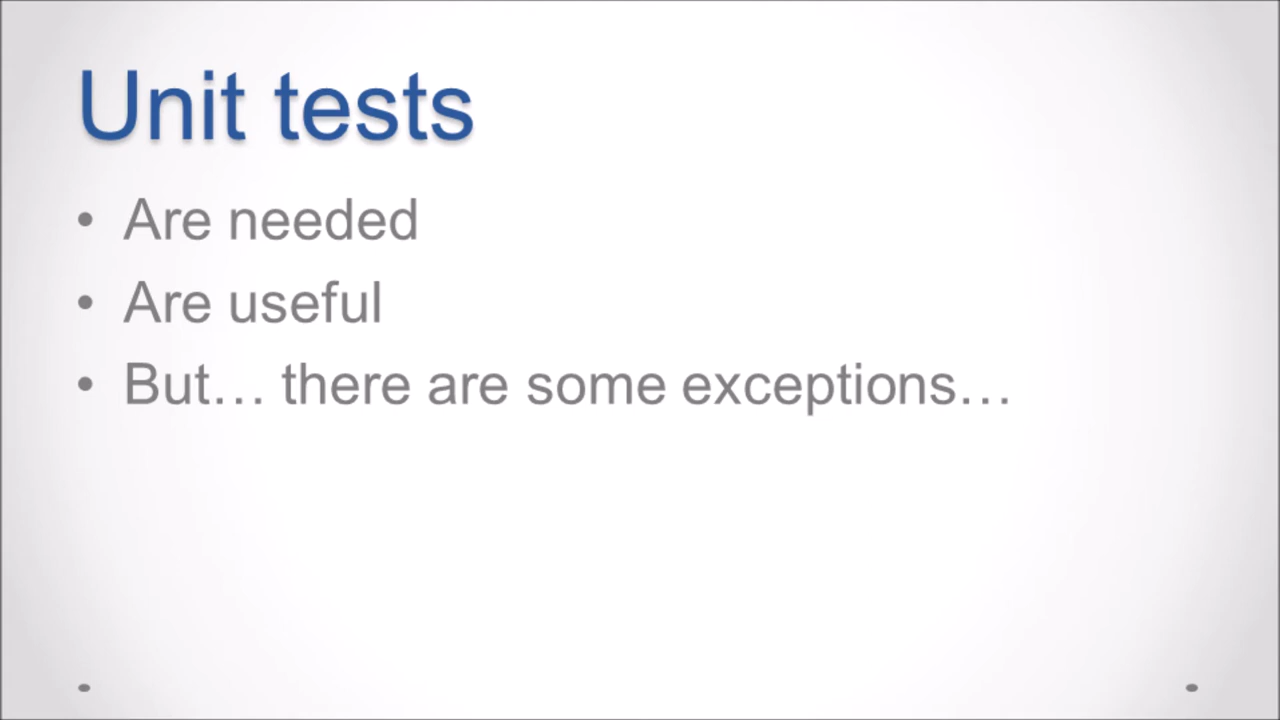 Unit tests
• Are needed
• Are useful
• But… there are some exceptions…